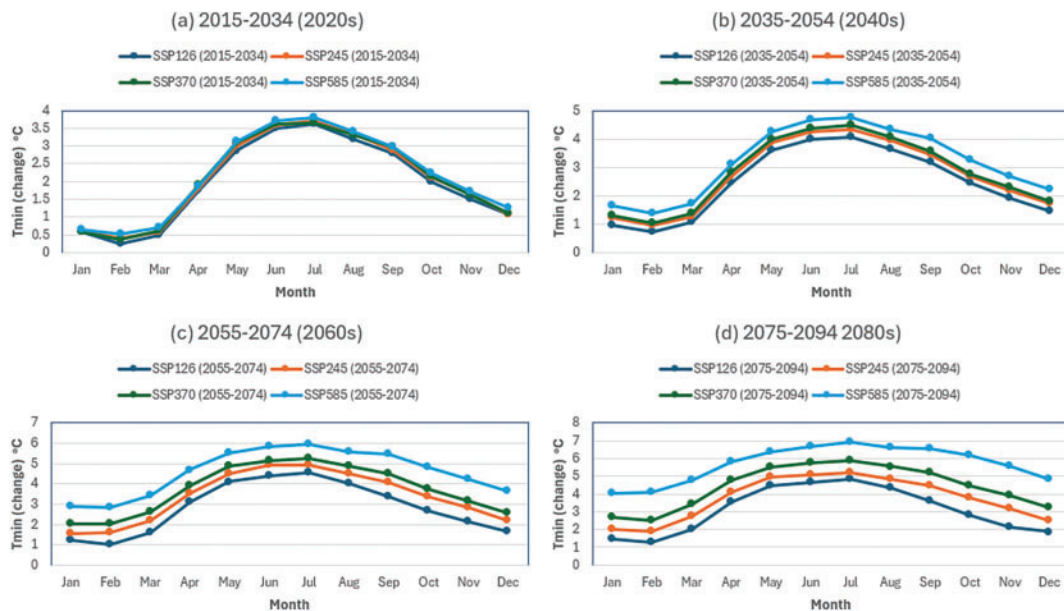 (a) 2015-2034 (2020s)
SSP126 (2015-2034) SSP245 (2015-2034)
SSP370 (2015-2034) SSP585 (2015-2034)
4
3.5
3
2.5
2
1.5
1
0.5
0
Tmin (change) °C
Jan Feb Mar Apr May Jun Jul Aug Sep Oct Nov Dec
Month
(b) 2035-2054 (2040s)
SSP126 (2035-2054) SSP245 (2035-2054)
SSP370 (2035-2054) SSP585 (2035-2054)
5
4
3
2
1
0
Tmin (change) °C
Jan Feb Mar Apr May Jun Jul Aug Sep Oct Nov Dec
Month
(c) 2055-2074 (2060s)
SSP126 (2055-2074) SSP245 (2055-2074)
SSP370 (2055-2074) SSP585 (2055-2074)
7
6
5
4
3
2
1
0
Tmin (change) °C
Jan Feb Mar Apr May Jun Jul Aug Sep Oct Nov Dec
Month
(d) 2075-2094 2080s)
SSP126 (2075-2094) SSP245 (2075-2094)
SSP370 (2075-2094) SSP585 (2075-2094)
8
7
6
5
4
3
2
1
0
Tmin (change) °C
Jan Feb Mar Apr May Jun Jul Aug Sep Oct Nov Dec
Month